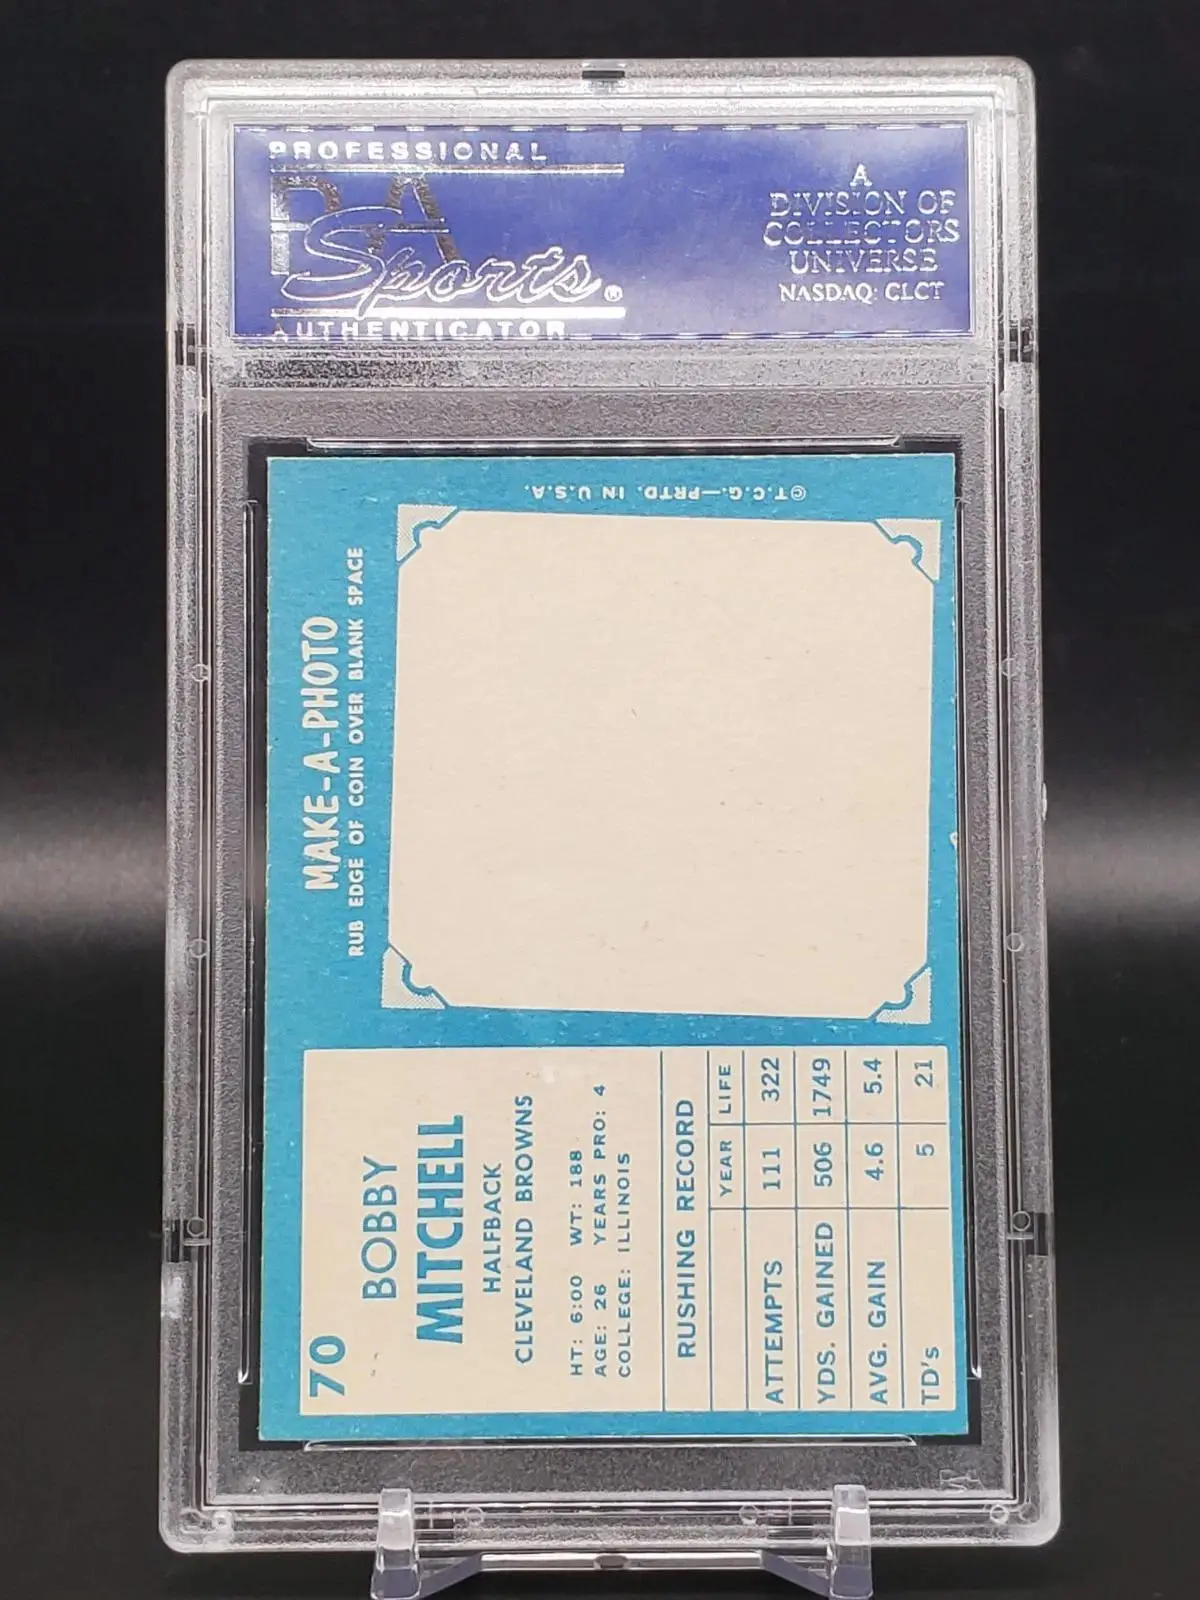 PROFESSIONAL
PSA
Sports®
AUTHENTICATOR
A
DIVISION OF
COLLECTORS
UNIVERSE
NASDAQ: CLCT
©T.C.G.—PRTD. IN U.S.A.
MAKE-A-PHOTO
RUB EDGE OF COIN OVER BLANK SPACE
70
BOBBY
MITCHELL
HALFBACK
CLEVELAND BROWNS
HT: 6:00 WT: 188
AGE: 26 YEARS PRO: 4
COLLEGE: ILLINOIS
RUSHING RECORD
YEAR LIFE
ATTEMPTS 111 322
YDS. GAINED 506 1749
AVG. GAIN 4.6 5.4
TD's 5 21